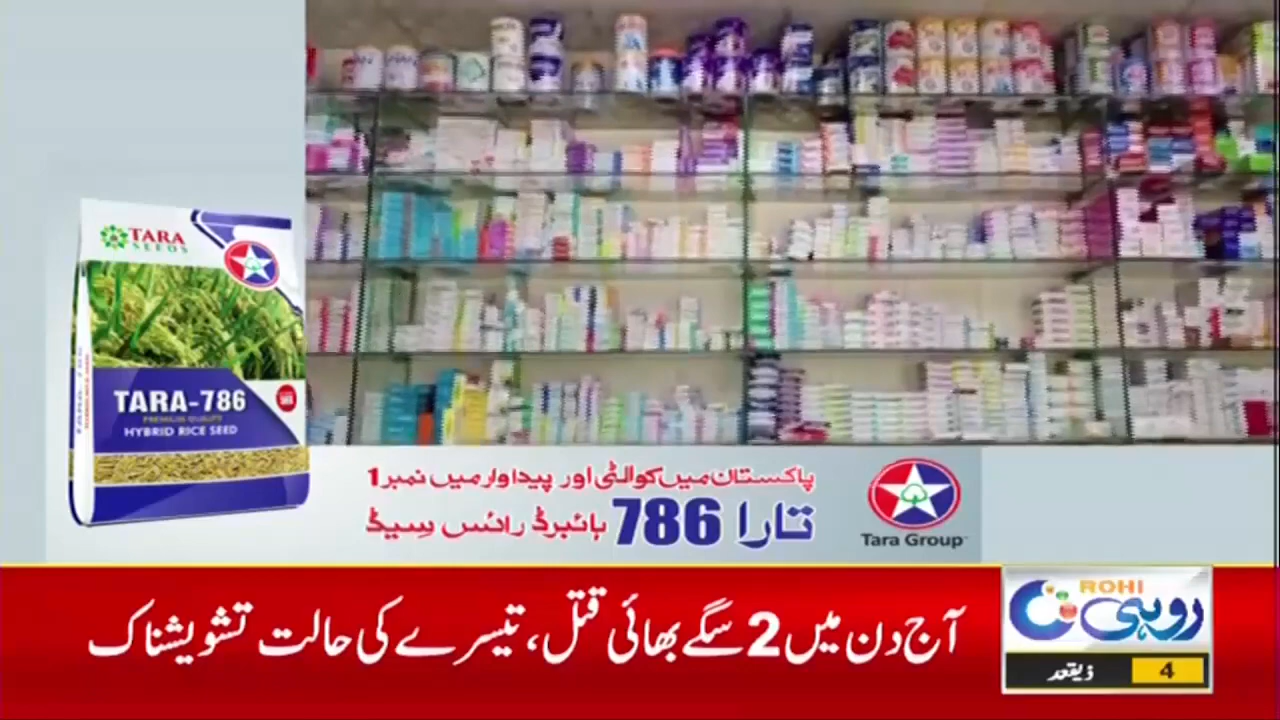 TARA
SEEDS
TARA-786
PREMIUM QUALITY
HYBRID RICE SEED
پاکستان میں کوالٹی اور پیداوار میں نمبر 1
تارا 786 ہائبرڈ رائس سیڈ
Tara Group
آج دن میں 2 سگے بھائی قتل، تیسرے کی حالت تشویشناک
ROHI
روہی
4 ذیقعد